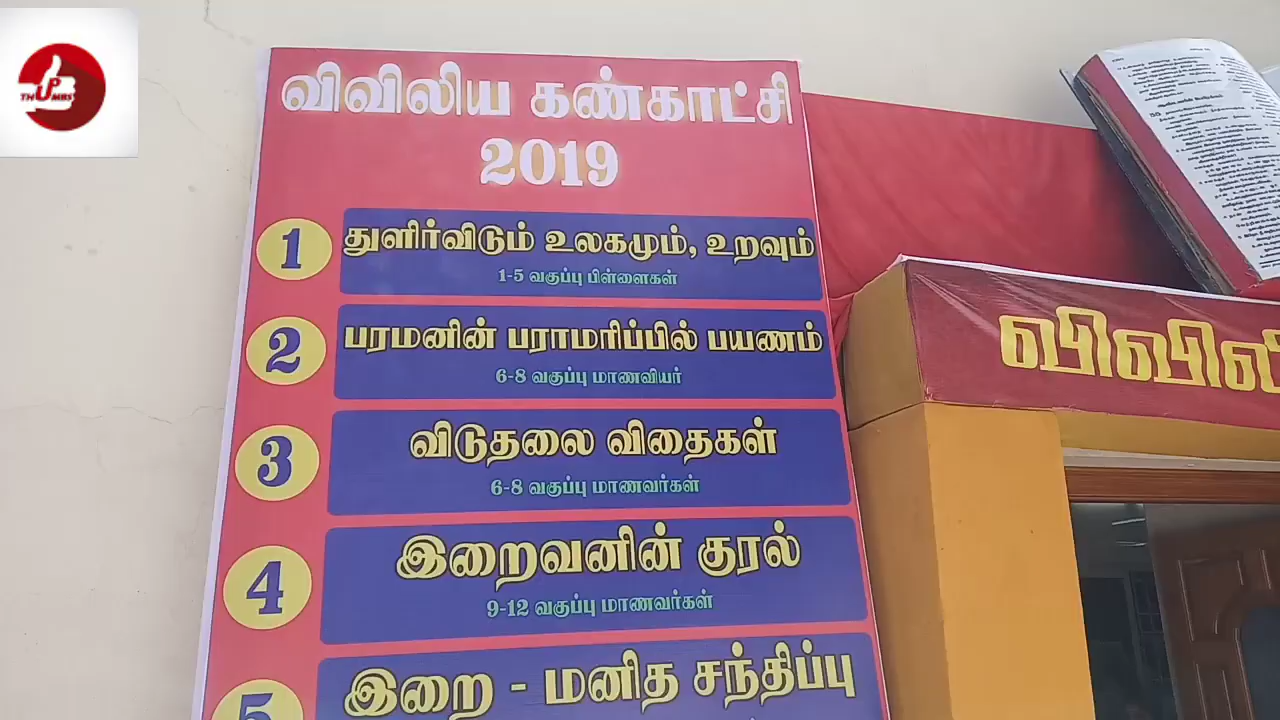 THUMBS UP
விவிலிய கண்காட்சி
2019
1 துளிர்விடும் உலகமும், உறவும்
1-5 வகுப்பு பிள்ளைகள்
2 பரமனின் பராமரிப்பில் பயணம்
6-8 வகுப்பு மாணவியர்
3 விடுதலை விதைகள்
6-8 வகுப்பு மாணவர்கள்
4 இறைவனின் குரல்
9-12 வகுப்பு மாணவர்கள்
5 இறை - மனித சந்திப்பு
விவிலி